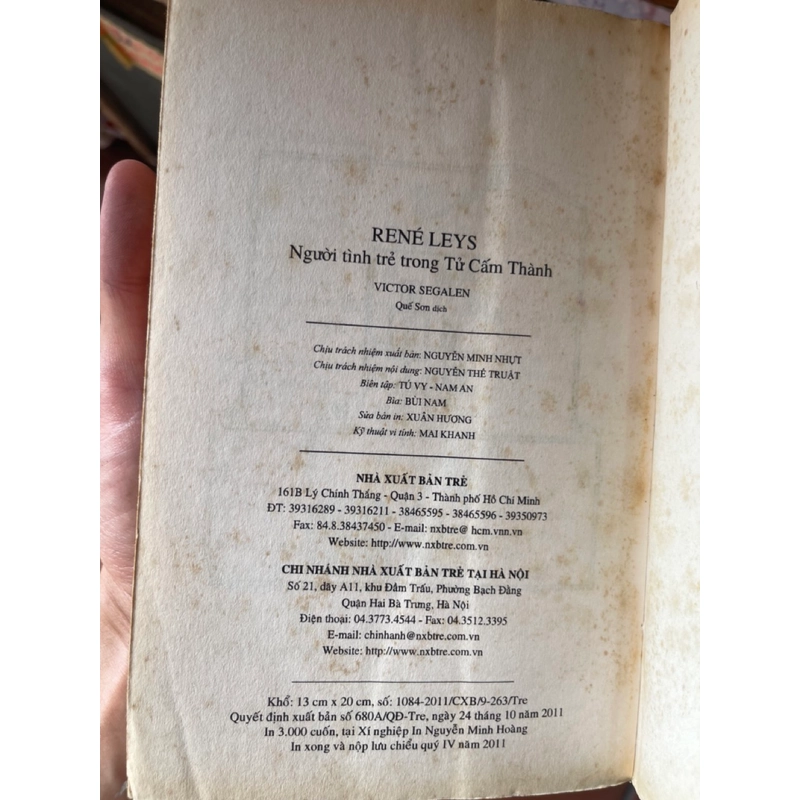 RENÉ LEYS
Người tình trẻ trong Tử Cấm Thành
VICTOR SEGALEN
Quế Sơn dịch
Chịu trách nhiệm xuất bản: NGUYỄN MINH NHỰT
Chịu trách nhiệm nội dung: NGUYỄN THẾ TRUẬT
Biên tập: TÚ VY - NAM AN
Bìa: BÙI NAM
Sửa bản in: XUÂN HƯƠNG
Kỹ thuật vi tính: MAI KHANH
NHÀ XUẤT BẢN TRẺ
161B Lý Chính Thắng - Quận 3 - Thành phố Hồ Chí Minh
ĐT: 39316289 - 39316211 - 38465595 - 38465596 - 39350973
Fax: 84.8.38437450 - E-mail: nxbtre@ hcm.vnn.vn
Website: http://www.nxbtre.com.vn
CHI NHÁNH NHÀ XUẤT BẢN TRẺ TẠI HÀ NỘI
Số 21, dãy A11, khu Đầm Trấu, Phường Bạch Đằng
Quận Hai Bà Trưng, Hà Nội
Điện thoại: 04.3773.4544 - Fax: 04.3512.3395
E-mail: chinhanh@nxbtre.com.vn
Website: http://www.nxbtre.com.vn
Khổ: 13 cm x 20 cm, số: 1084-2011/CXB/9-263/Tre
Quyết định xuất bản số 680A/QĐ-Tre, ngày 24 tháng 10 năm 2011
In 3.000 cuốn, tại Xí nghiệp In Nguyễn Minh Hoàng
In xong và nộp lưu chiểu quý IV năm 2011